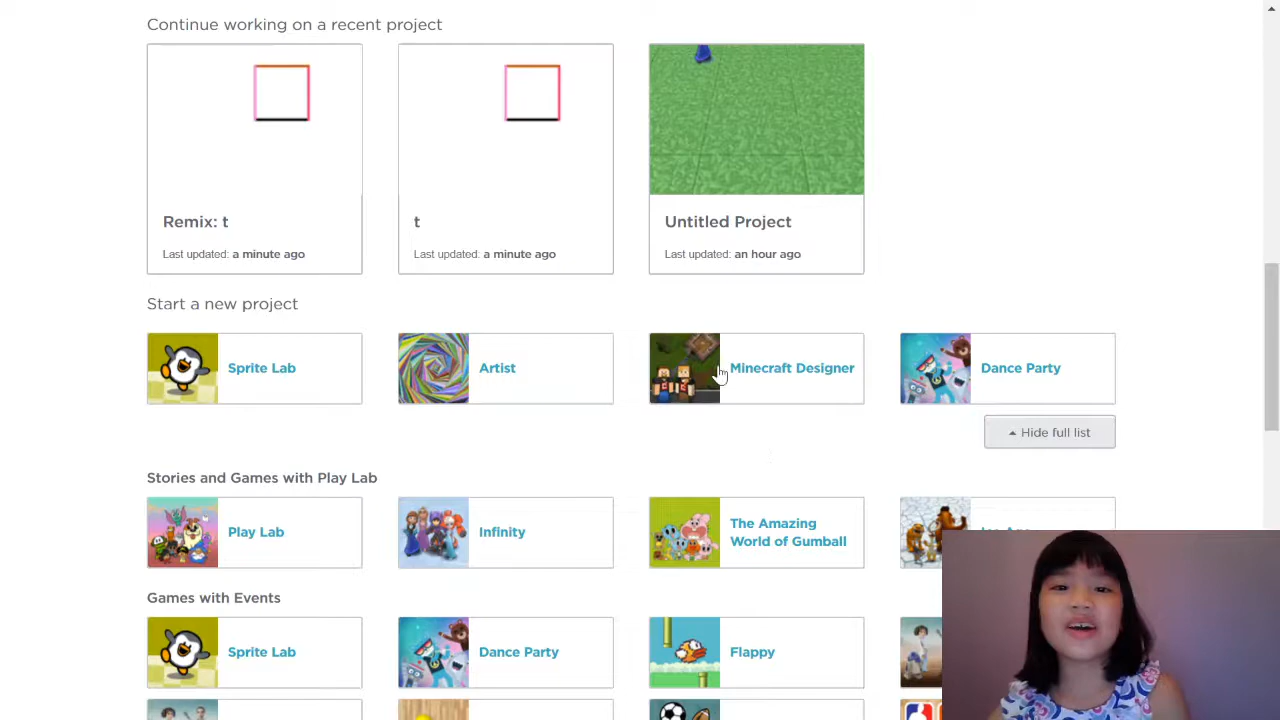 Continue working on a recent project
Remix: t
Last updated: a minute ago
t
Last updated: a minute ago
Untitled Project
Last updated: an hour ago
Start a new project
Sprite Lab
Artist
Minecraft Designer
Dance Party
Hide full list
Stories and Games with Play Lab
Play Lab
Infinity
The Amazing
World of Gumball
Games with Events
Sprite Lab
Dance Party
Flappy